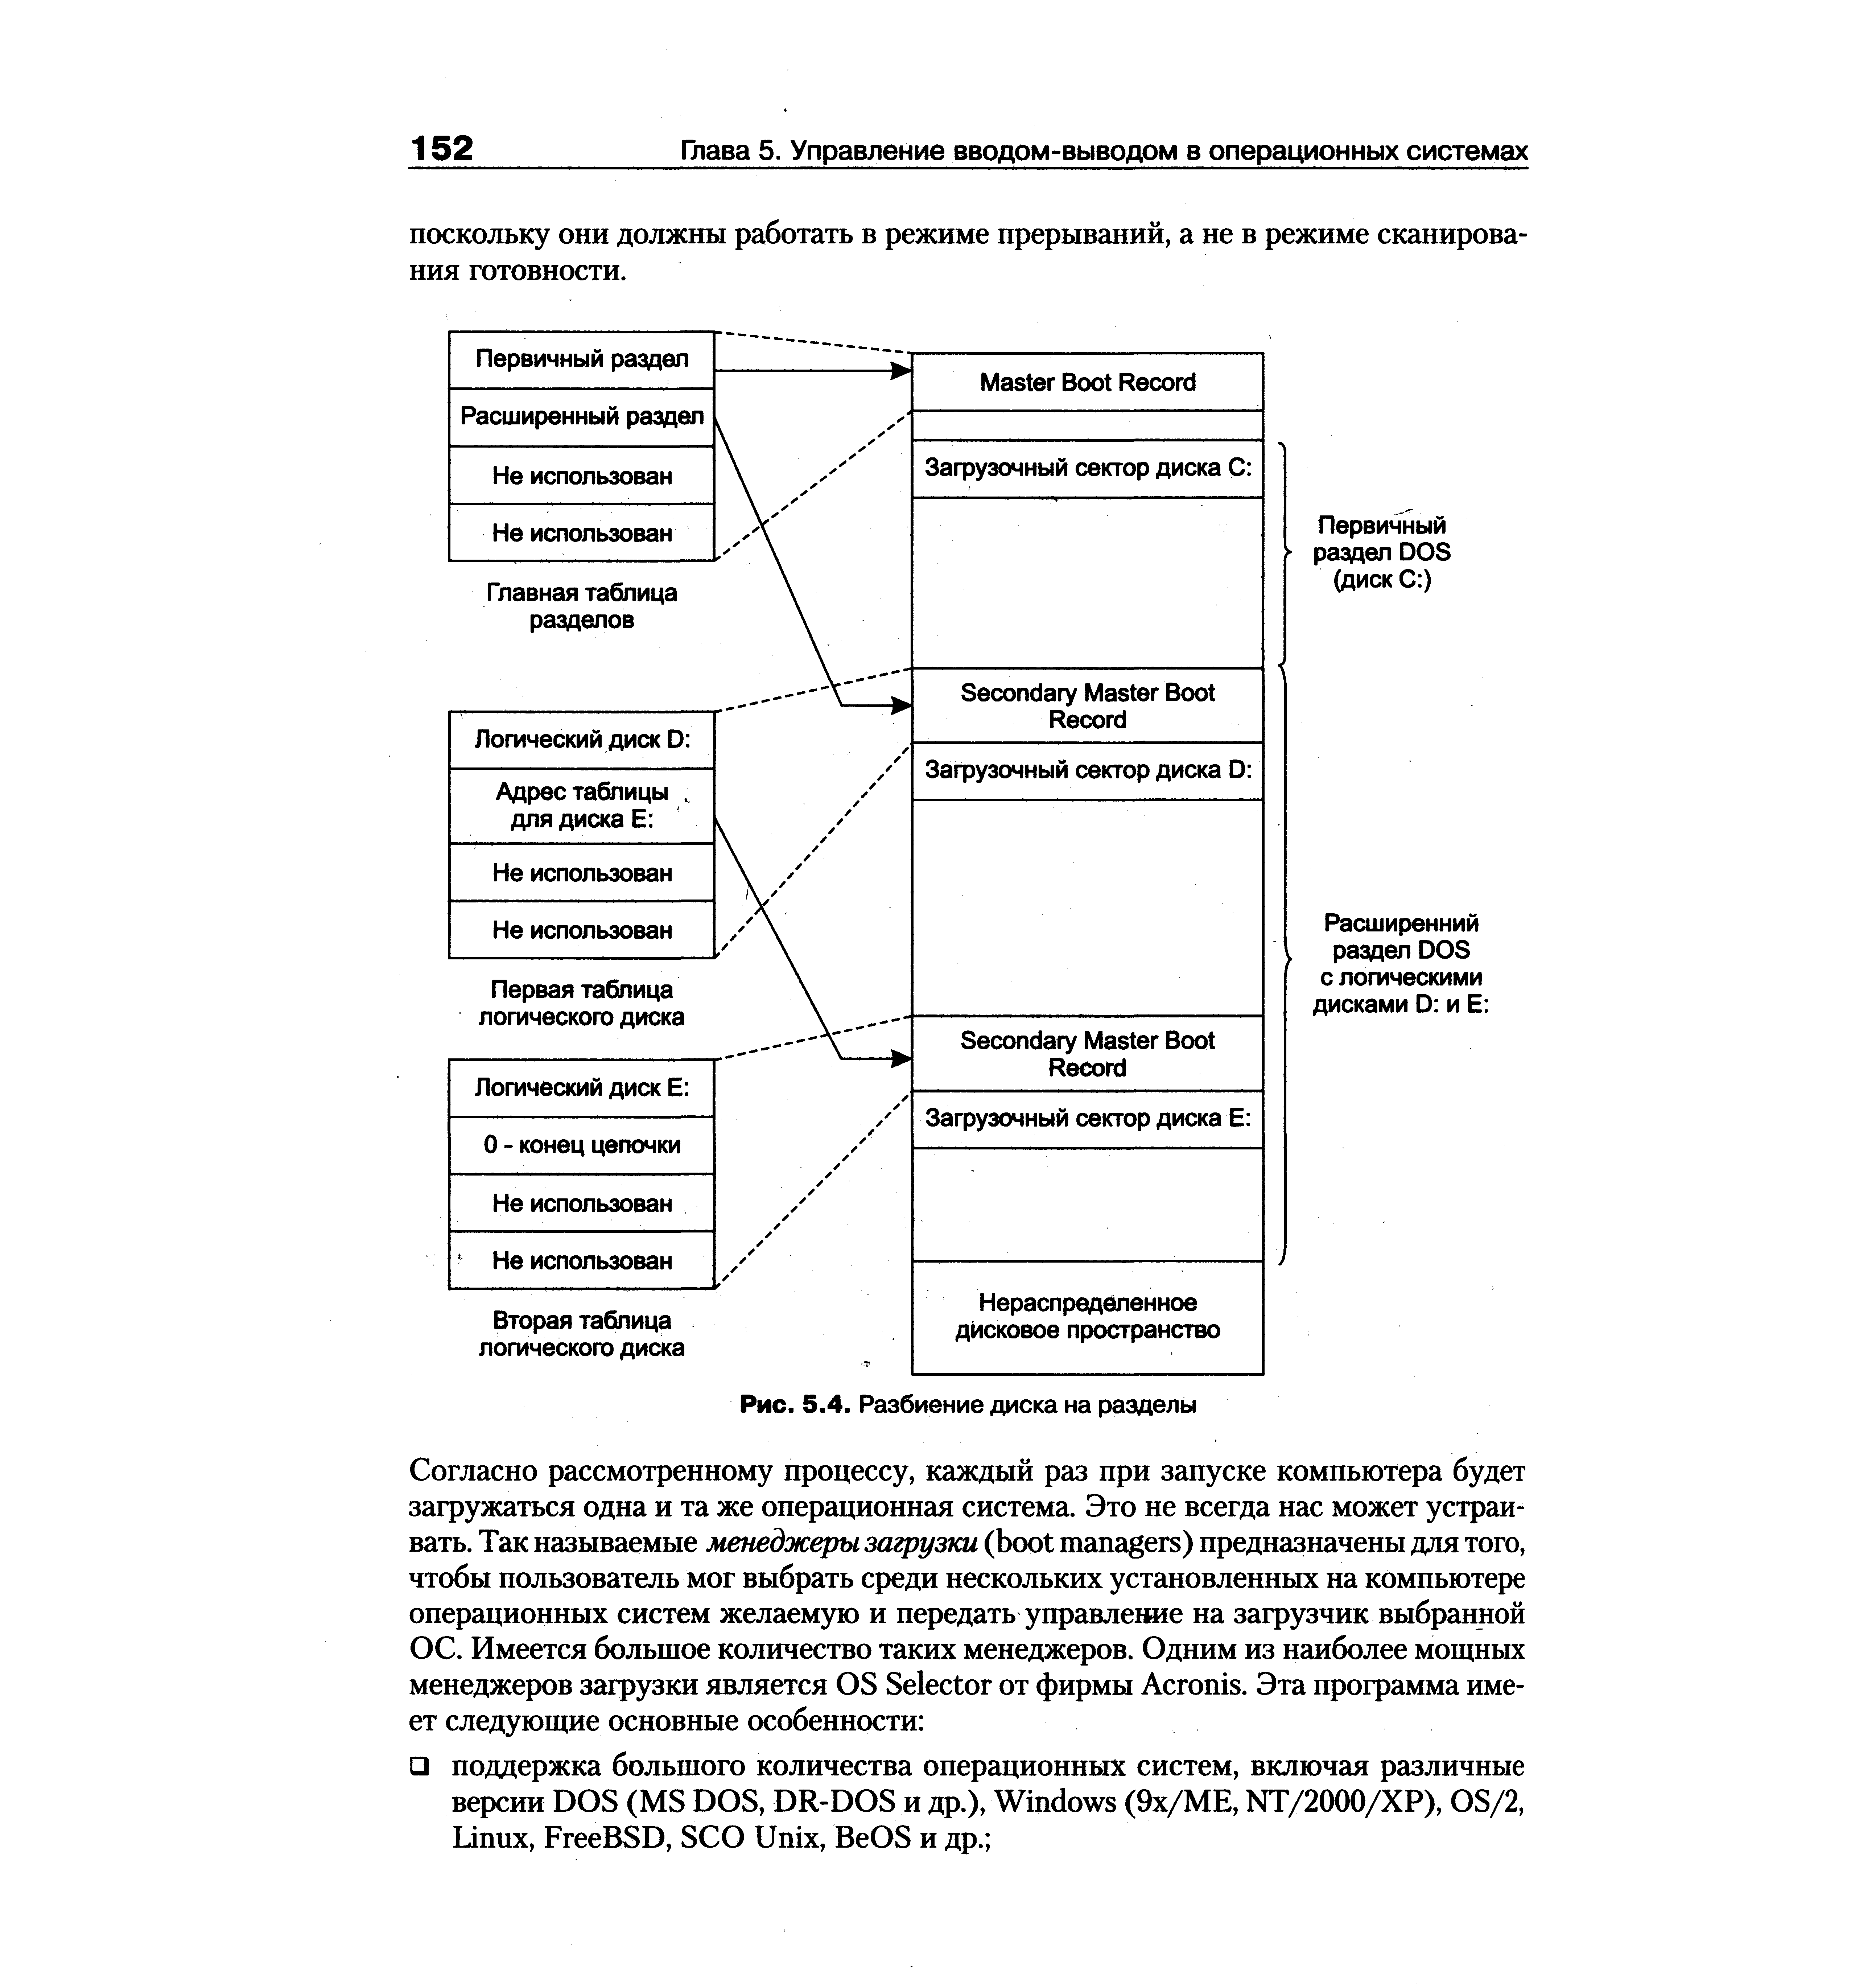 152
Глава 5. Управление вводом-выводом в операционных системах
поскольку они должны работать в режиме прерываний, а не в режиме сканирова-
ния готовности.
Первичный раздел
Расширенный раздел
Не использован
Не использован
Главная таблица
разделов
Логический диск D:
Адрес таблицы
для диска E:
Не использован
Не использован
Первая таблица
логического диска
Логический диск E:
0 - конец цепочки
Не использован
Не использован
Вторая таблица
логического диска
Master Boot Record
Загрузочный сектор диска C:
Secondary Master Boot
Record
Загрузочный сектор диска D:
Secondary Master Boot
Record
Загрузочный сектор диска E:
Нераспределенное
дисковое пространство
Первичный
раздел DOS
(диск C:)
Расширенний
раздел DOS
с логическими
дисками D: и E:
Рис. 5.4. Разбиение диска на разделы
Согласно рассмотренному процессу, каждый раз при запуске компьютера будет
загружаться одна и та же операционная система. Это не всегда нас может устраи-
вать. Так называемые менеджеры загрузки (boot managers) предназначены для того,
чтобы пользователь мог выбрать среди нескольких установленных на компьютере
операционных систем желаемую и передать управление на загрузчик выбранной
ОС. Имеется большое количество таких менеджеров. Одним из наиболее мощных
менеджеров загрузки является OS Selector от фирмы Acronis. Эта программа име-
ет следующие основные особенности:
❑ поддержка большого количества операционных систем, включая различные
версии DOS (MS DOS, DR-DOS и др.), Windows (9x/ME, NT/2000/XP), OS/2,
Linux, FreeBSD, SCO Unix, BeOS и др.;